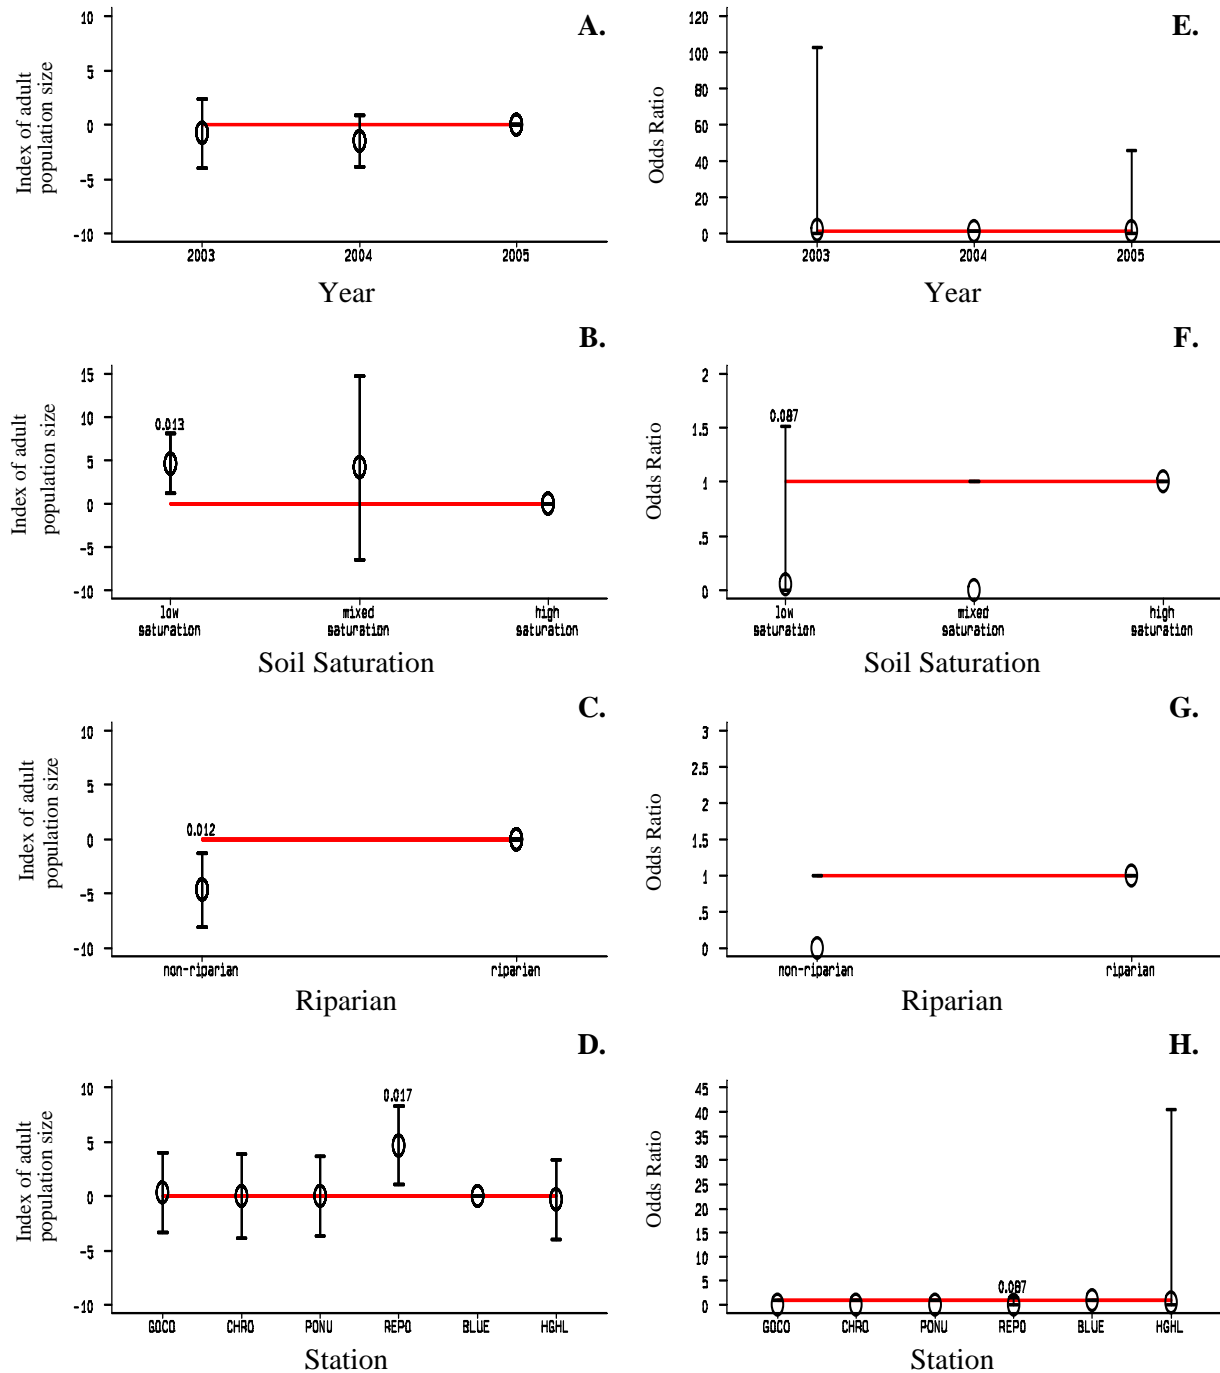 A.
10
5
0
-5
-10
Index of adult
population size
2003 2004 2005
Year
E.
120
100
80
60
40
20
0
Odds Ratio
2003 2004 2005
Year
B.
15
10
5
0
-5
-10
Index of adult
population size
0.013
low mixed high
saturation saturation saturation
Soil Saturation
F.
2
1.5
1
.5
0
Odds Ratio
0.087
low mixed high
saturation saturation saturation
Soil Saturation
C.
10
5
0
-5
-10
Index of adult
population size
0.012
non-riparian riparian
Riparian
G.
3
2.5
2
1.5
1
.5
0
Odds Ratio
non-riparian riparian
Riparian
D.
10
5
0
-5
-10
Index of adult
population size
0.017
GOCO CHRO PONU REPO BLUE HGHL
Station
H.
45
40
35
30
25
20
15
10
5
0
Odds Ratio
0.087
GOCO CHRO PONU REPO BLUE HGHL
Station